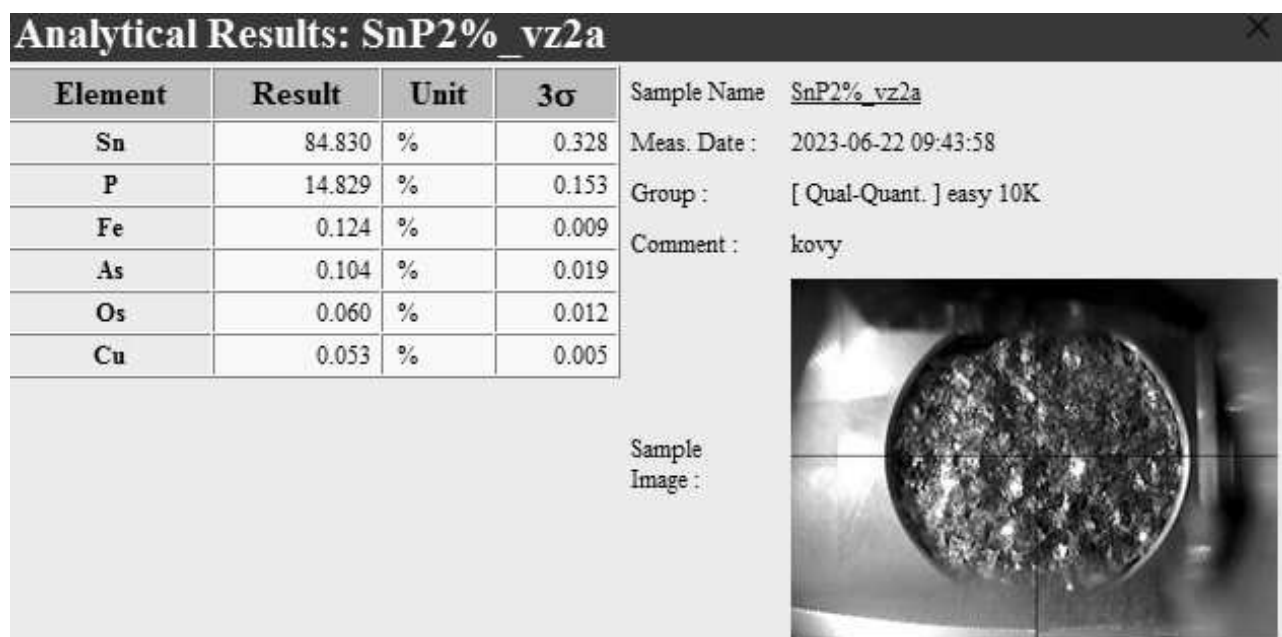 Analytical Results: SnP2%_vz2a
Element Result Unit 3σ
Sn 84.830 % 0.328
P 14.829 % 0.153
Fe 0.124 % 0.009
As 0.104 % 0.019
Os 0.060 % 0.012
Cu 0.053 % 0.005
Sample Name SnP2%_vz2a
Meas. Date : 2023-06-22 09:43:58
Group : [ Qual-Quant. ] easy 10K
Comment : kovy
Sample
Image :